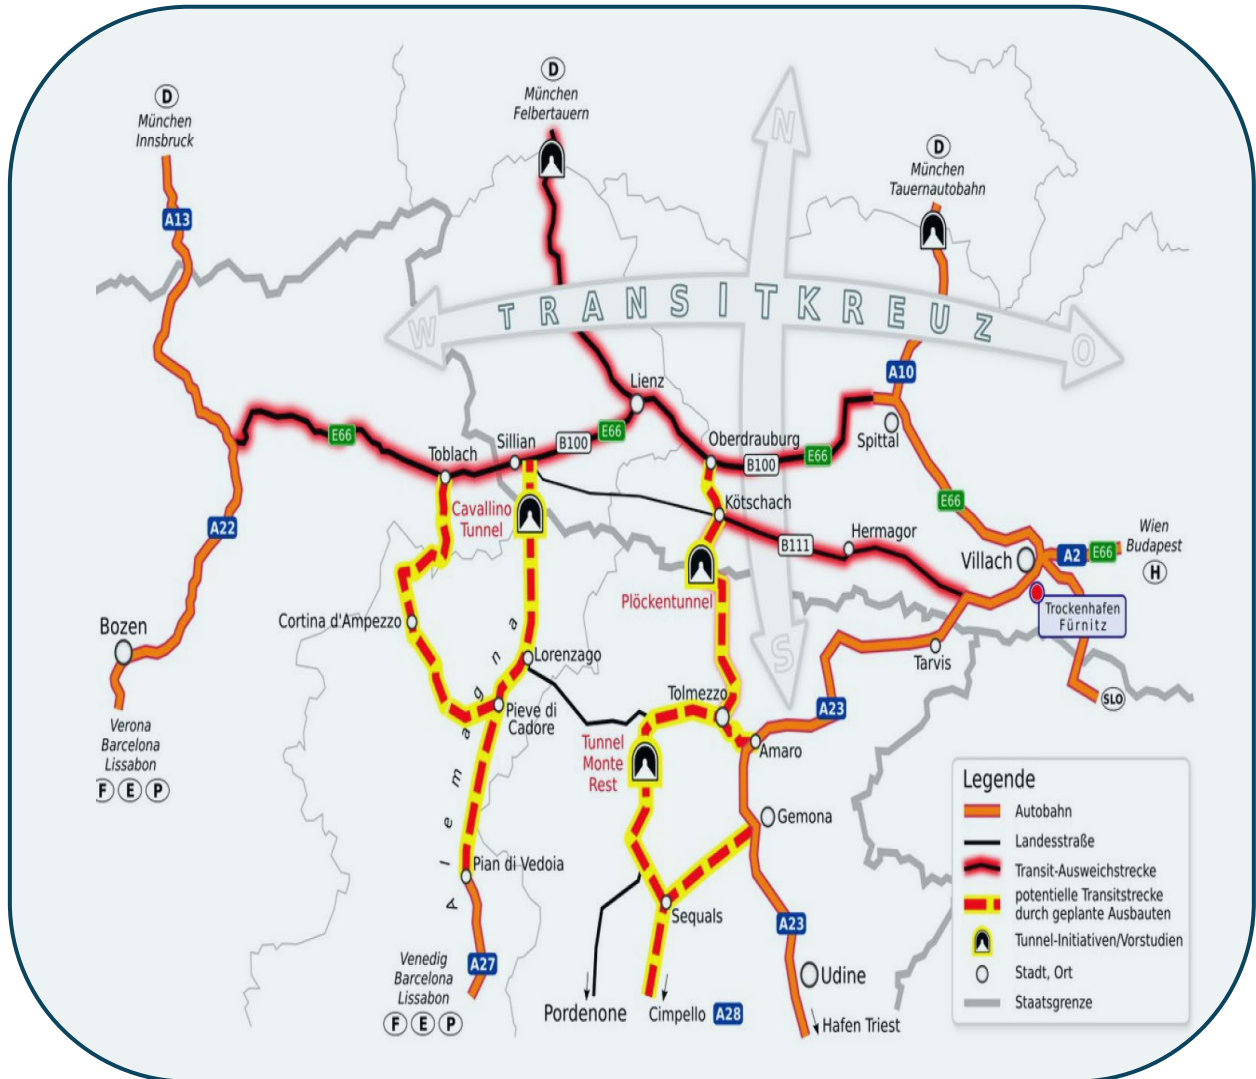 D
München
Innsbruck
A13
D
München
Felbertauern
D
München
Tauernautobahn
N
TRANSITKREUZ
W
O
S
A10
Lienz
E66
B100
E66
Toblach
Sillian
Oberdrauburg
B100
E66
Spittal
Cavallino
Tunnel
Kötschach
E66
A22
B111
Hermagor
Villach
A2
E66
Wien
Budapest
H
Plöckentunnel
Trockenhafen
Fürnitz
Cortina d'Ampezzo
Bozen
Lorenzago
Tarvis
Tolmezzo
SLO
Pieve di
Cadore
A23
Verona
Barcelona
Lissabon
F E P
Tunnel
Monte
Rest
Amaro
Gemona
Alemagna
Pian di Vedoia
Sequals
A23
Venedig
Barcelona
Lissabon
F E P
A27
Udine
Pordenone
Cimpello
A28
Hafen Triest
Legende
Autobahn
Landesstraße
Transit-Ausweichstrecke
potentielle Transitstrecke
durch geplante Ausbauten
Tunnel-Initiativen/Vorstudien
Stadt, Ort
Staatsgrenze